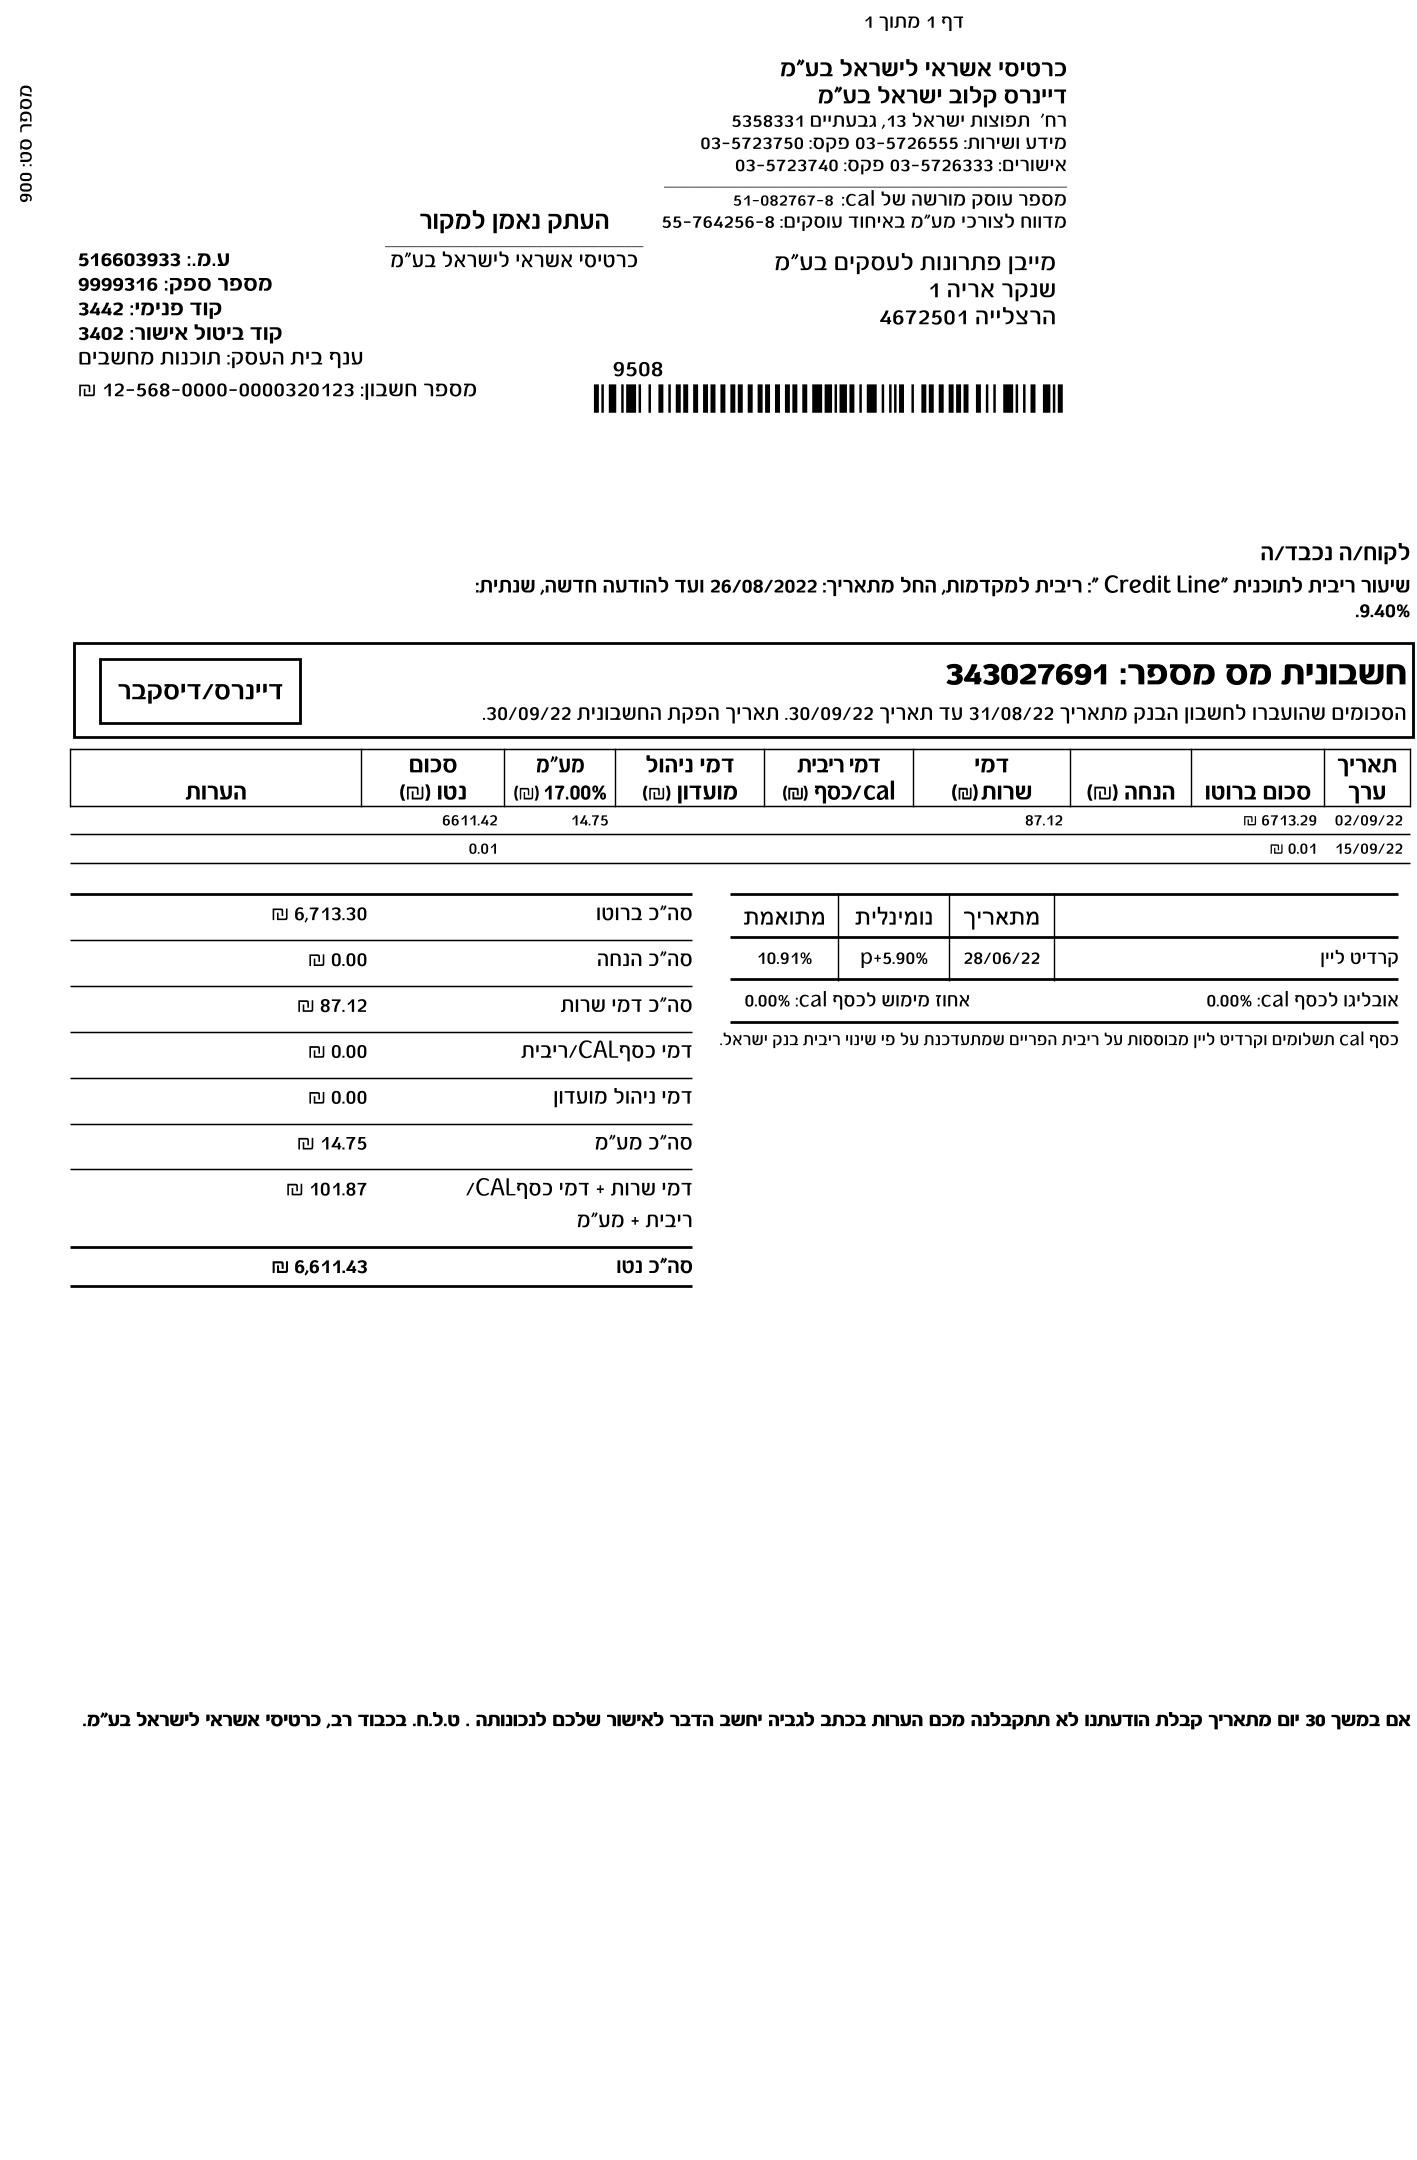 דף 1 מתוך 1
מספר סט: 900
כרטיסי אשראי לישראל בע"מ
דיינרס קלוב ישראל בע"מ
רח' תפוצות ישראל 13, גבעתיים 5358331
מידע ושירות: 03-5726555 פקס: 03-5723750
אישורים: 03-5726333 פקס: 03-5723740
מספר עוסק מורשה של cal: 51-082767-8
מדווח לצורכי מע"מ באיחוד עוסקים: 55-764256-8
העתק נאמן למקור
כרטיסי אשראי לישראל בע"מ
מייבן פתרונות לעסקים בע"מ
שנקר אריה 1
הרצלייה 4672501
ע.מ.: 516603933
מספר ספק: 9999316
קוד פנימי: 3442
קוד ביטול אישור: 3402
ענף בית העסק: תוכנות מחשבים
מספר חשבון: 12-568-0000-0000320123 ₪
9508
לקוח/ה נכבד/ה
שיעור ריבית לתוכנית "Credit Line ": ריבית למקדמות, החל מתאריך: 26/08/2022 ועד להודעה חדשה, שנתית:
9.40%.
חשבונית מס מספר: 343027691
הסכומים שהועברו לחשבון הבנק מתאריך 31/08/22 עד תאריך 30/09/22. תאריך הפקת החשבונית 30/09/22.
דיינרס/דיסקבר
תאריך ערך סכום ברוטו הנחה (₪) דמי שרות(₪) דמי ריבית cal/כסף (₪) דמי ניהול מועדון (₪) מע"מ 17.00% (₪) סכום נטו (₪) הערות
02/09/22 6713.29 ₪ 87.12 14.75 6611.42
15/09/22 0.01 ₪ 0.01
מתאריך נומינלית מתואמת
קרדיט ליין 28/06/22 p+5.90% 10.91%
אובליגו לכסף cal: 0.00% אחוז מימוש לכסף cal: 0.00%
כסף cal תשלומים וקרדיט ליין מבוססות על ריבית הפריים שמתעדכנת על פי שינוי ריבית בנק ישראל.
סה"כ ברוטו 6,713.30 ₪
סה"כ הנחה 0.00 ₪
סה"כ דמי שרות 87.12 ₪
דמי כסףCAL/ריבית 0.00 ₪
דמי ניהול מועדון 0.00 ₪
סה"כ מע"מ 14.75 ₪
דמי שרות + דמי כסףCAL/ 101.87 ₪
ריבית + מע"מ
סה"כ נטו 6,611.43 ₪
אם במשך 30 יום מתאריך קבלת הודעתנו לא תתקבלנה מכם הערות בכתב לגביה יחשב הדבר לאישור שלכם לנכונותה . ט.ל.ח. בכבוד רב, כרטיסי אשראי לישראל בע"מ.